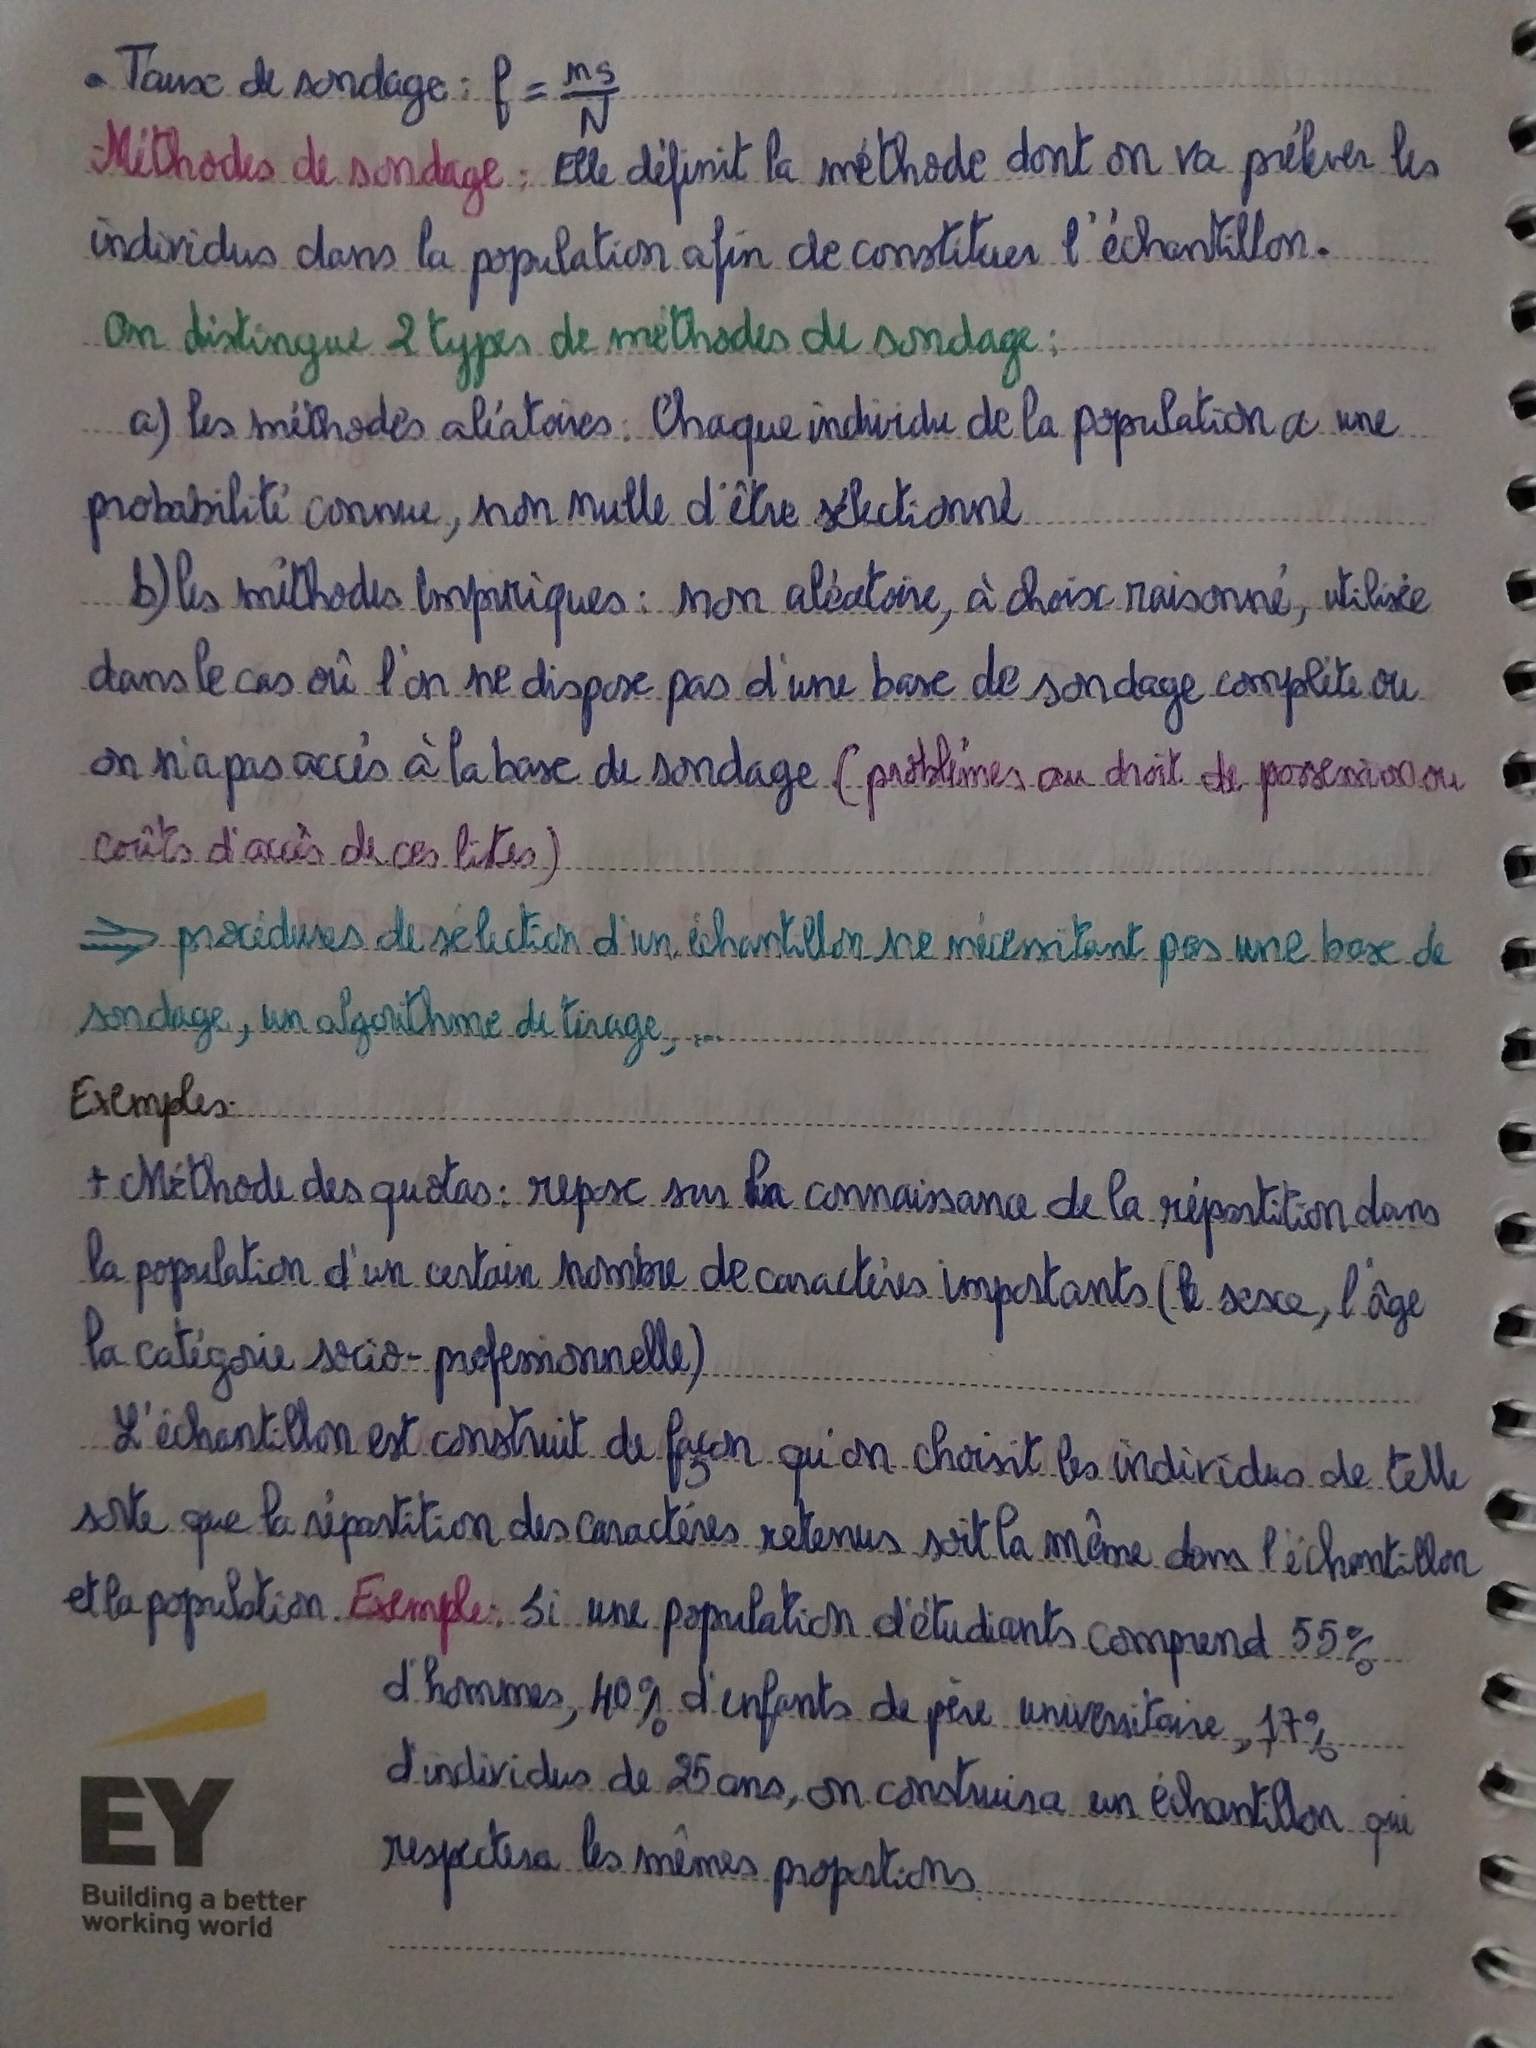 • Taux de sondage : f = ns/N
- Méthodes de sondage : Elle définit la méthode dont on va prélever les
individus dans la population afin de constituer l'échantillon.
On distingue 2 types de méthodes de sondage :
a) les méthodes aléatoires : Chaque individu de la population a une
probabilité connue, non nulle d'être sélectionné
b) les méthodes Empiriques : non aléatoire, à choix raisonné, utilisée
dans le cas où l'on ne dispose pas d'une base de sondage complète ou
on n'a pas accès à la base de sondage (problèmes au droit de possession ou
coûts d'accès de ces listes)
⇒ procédures de sélection d'un échantillon ne nécessitant pas une base de
sondage, un algorithme de tirage, ...
Exemples.
+ Méthode des quotas : repose sur la connaissance de la répartition dans
la population d'un certain nombre de caractères importants (le sexe, l'âge
la catégorie socio-professionnelle)
L'échantillon est construit de façon qu'on choisit les individus de telle
sorte que la répartition des caractères retenus soit la même dans l'échantillon
et la population. Exemple : Si une population d'étudiants comprend 55%
d'hommes, 40% d'enfants de père universitaire, 17%
d'individus de 25 ans, on construira un échantillon qui
respectera les mêmes proportions.
EY
Building a better
working world